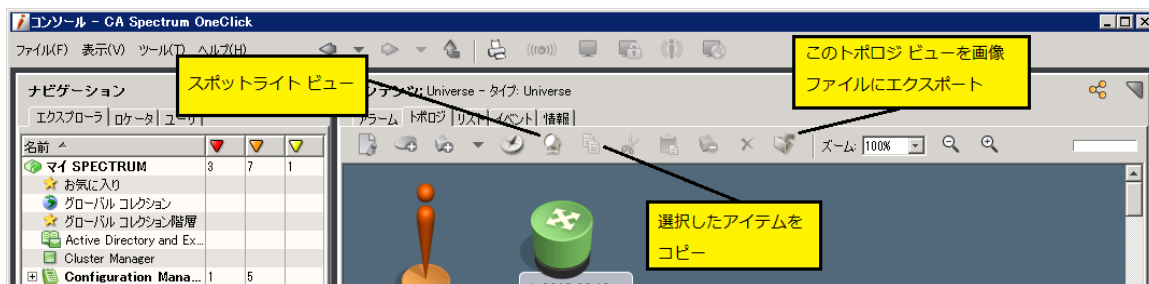 コンソール - CA Spectrum OneClick
ファイル(F) 表示(V) ツール(T) ヘルプ(H)
スポットライト ビュー
このトポロジ ビューを画像
ファイルにエクスポート
ナビゲーション
Universe - タイプ: Universe
エクスプローラ ロケータ
アラーム トポロジ リスト イベント 情報
名前
ズーム: 100%
マイ SPECTRUM 3 7 1
お気に入り
グローバル コレクション
グローバル コレクション階層
Active Directory and Ex...
Cluster Manager
Configuration Mana... 1 5
選択したアイテムを
コピー